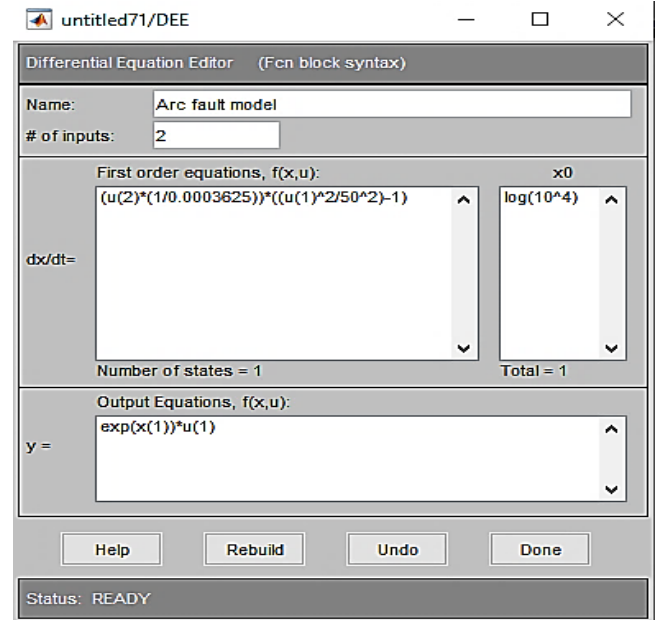 untitled71/DEE
Differential Equation Editor (Fcn block syntax)
Name: Arc fault model
# of inputs: 2
First order equations, f(x,u): x0
(u(2)*(1/0.0003625))*((u(1)^2/50^2)-1) log(10^4)
dx/dt=
Number of states = 1 Total = 1
Output Equations, f(x,u):
exp(x(1))*u(1)
y =
Help Rebuild Undo Done
Status: READY